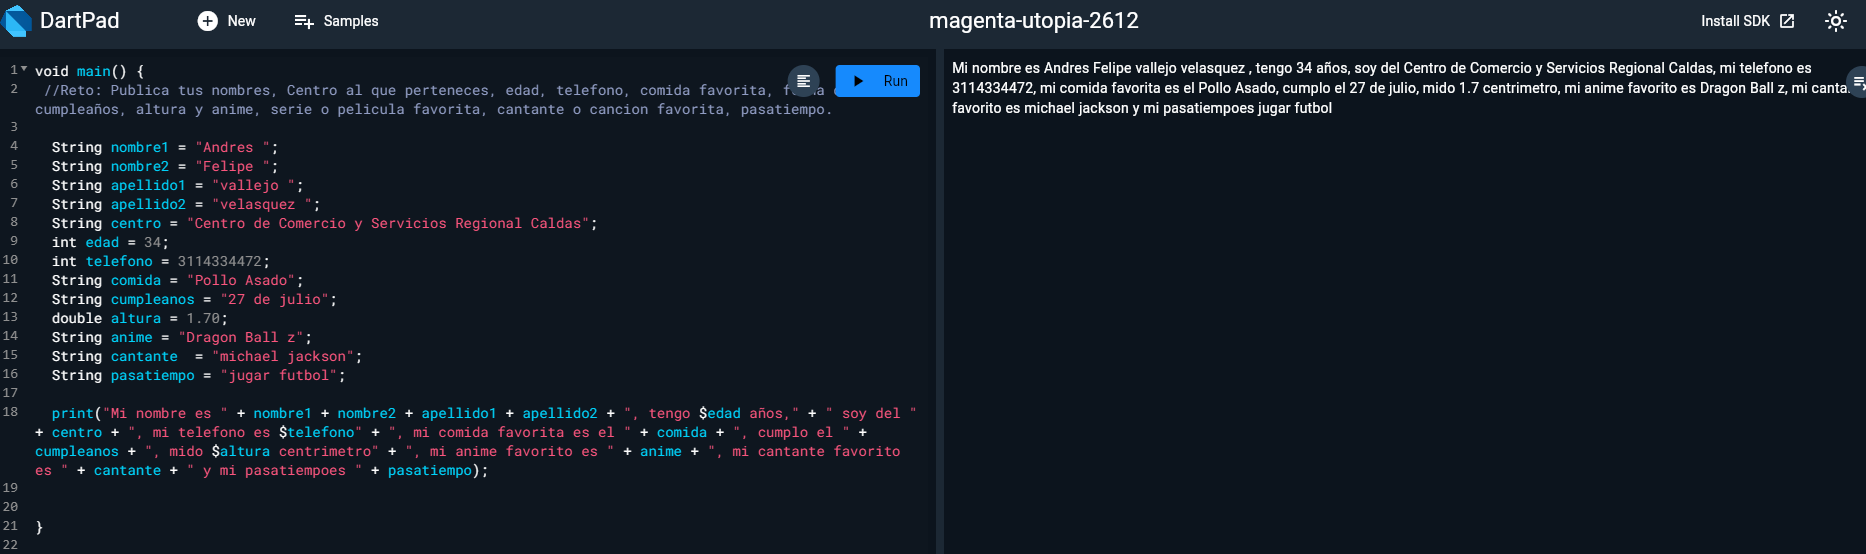 DartPad New Samples magenta-utopia-2612 Install SDK
1 void main() { Run
2 //Reto: Publica tus nombres, Centro al que perteneces, edad, telefono, comida favorita,
cumpleaños, altura y anime, serie o pelicula favorita, cantante o cancion favorita, pasatiempo.
3
4 String nombre1 = "Andres ";
5 String nombre2 = "Felipe ";
6 String apellido1 = "vallejo ";
7 String apellido2 = "velasquez ";
8 String centro = "Centro de Comercio y Servicios Regional Caldas";
9 int edad = 34;
10 int telefono = 3114334472;
11 String comida = "Pollo Asado";
12 String cumpleanos = "27 de julio";
13 double altura = 1.70;
14 String anime = "Dragon Ball z";
15 String cantante  = "michael jackson";
16 String pasatiempo = "jugar futbol";
17
18 print("Mi nombre es " + nombre1 + nombre2 + apellido1 + apellido2 + ", tengo $edad años," + " soy del "
+ centro + ", mi telefono es $telefono" + ", mi comida favorita es el " + comida + ", cumplo el " +
cumpleanos + ", mido $altura centrimetro" + ", mi anime favorito es " + anime + ", mi cantante favorito
es " + cantante + " y mi pasatiempoes " + pasatiempo);
19
20
21 }
22
Mi nombre es Andres Felipe vallejo velasquez , tengo 34 años, soy del Centro de Comercio y Servicios Regional Caldas, mi telefono es
3114334472, mi comida favorita es el Pollo Asado, cumplo el 27 de julio, mido 1.7 centrimetro, mi anime favorito es Dragon Ball z, mi
favorito es michael jackson y mi pasatiempoes jugar futbol